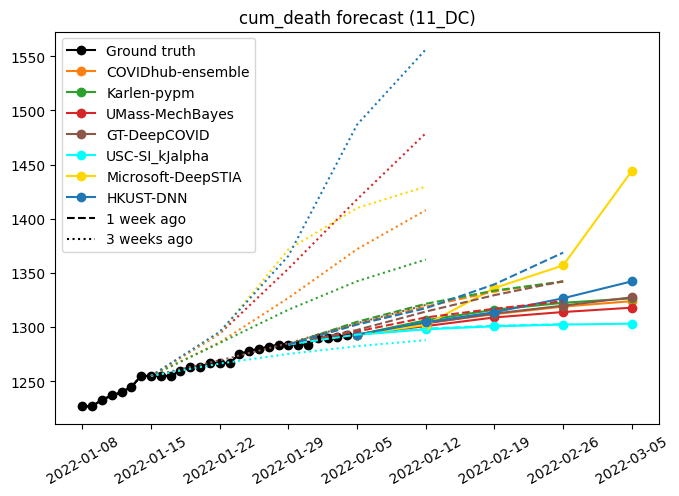 cum_death forecast (11_DC)
1550
1500
1450
1400
1350
1300
1250
Ground truth
COVIDhub-ensemble
Karlen-pypm
UMass-MechBayes
GT-DeepCOVID
USC-SI_kJalpha
Microsoft-DeepSTIA
HKUST-DNN
1 week ago
3 weeks ago
2022-01-08
2022-01-15
2022-01-22
2022-01-29
2022-02-05
2022-02-12
2022-02-19
2022-02-26
2022-03-05